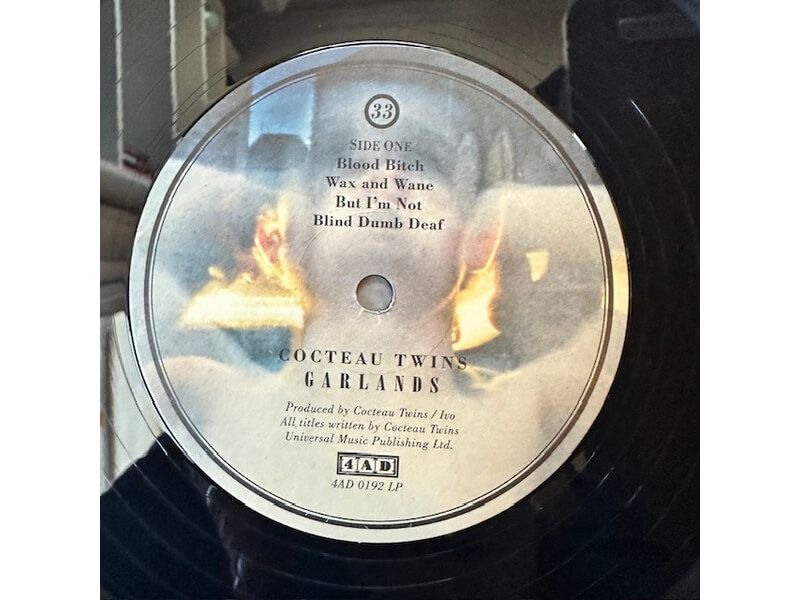 33
SIDE ONE
Blood Bitch
Wax and Wane
But I'm Not
Blind Dumb Deaf
COCTEAU TWINS
GARLANDS
Produced by Cocteau Twins / Ivo
All titles written by Cocteau Twins
Universal Music Publishing Ltd.
4AD
4AD 0192 LP